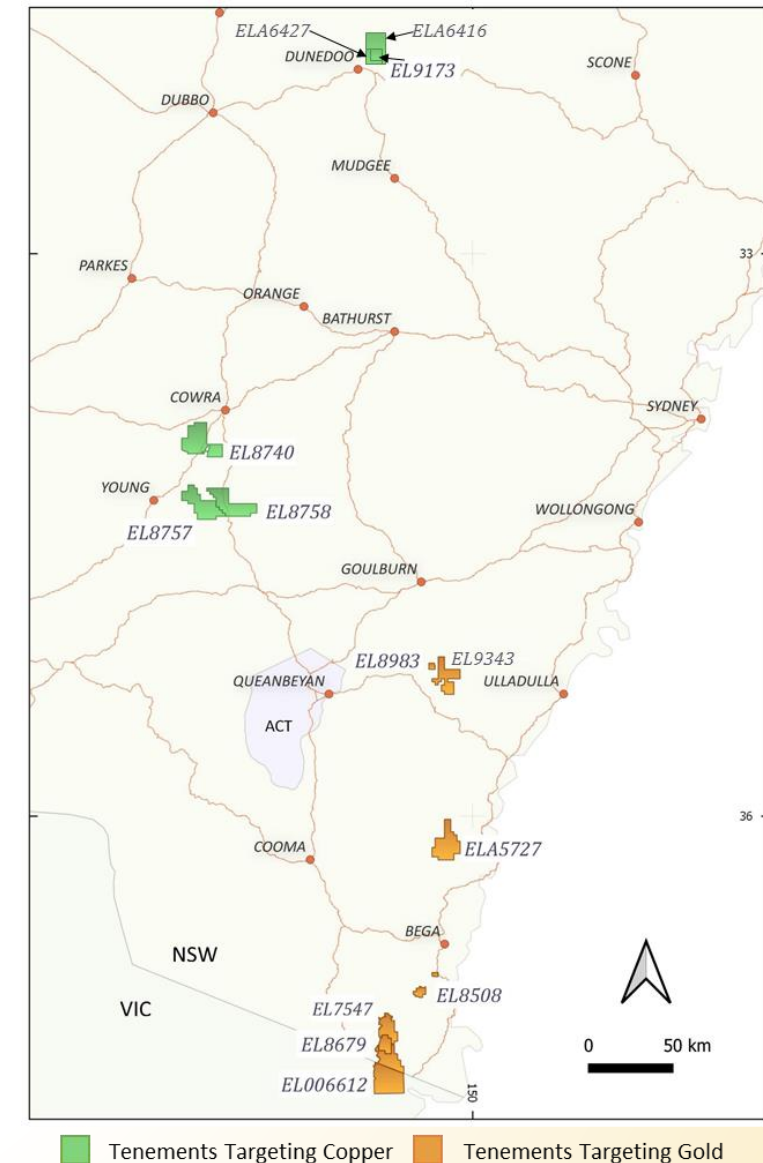 ELA6427
ELA6416
DUNEDOO
EL9173
SCONE
DUBBO
MUDGEE
33
PARKES
ORANGE
BATHURST
COWRA
SYDNEY
EL8740
YOUNG
EL8758
WOLLONGONG
EL8757
GOULBURN
EL8983
EL9343
QUEANBEYAN
ULLADULLA
ACT
36
COOMA
ELA5727
BEGA
NSW
EL8508
VIC
EL7547
EL8679
0 50 km
EL006612
150
Tenements Targeting Copper
Tenements Targeting Gold